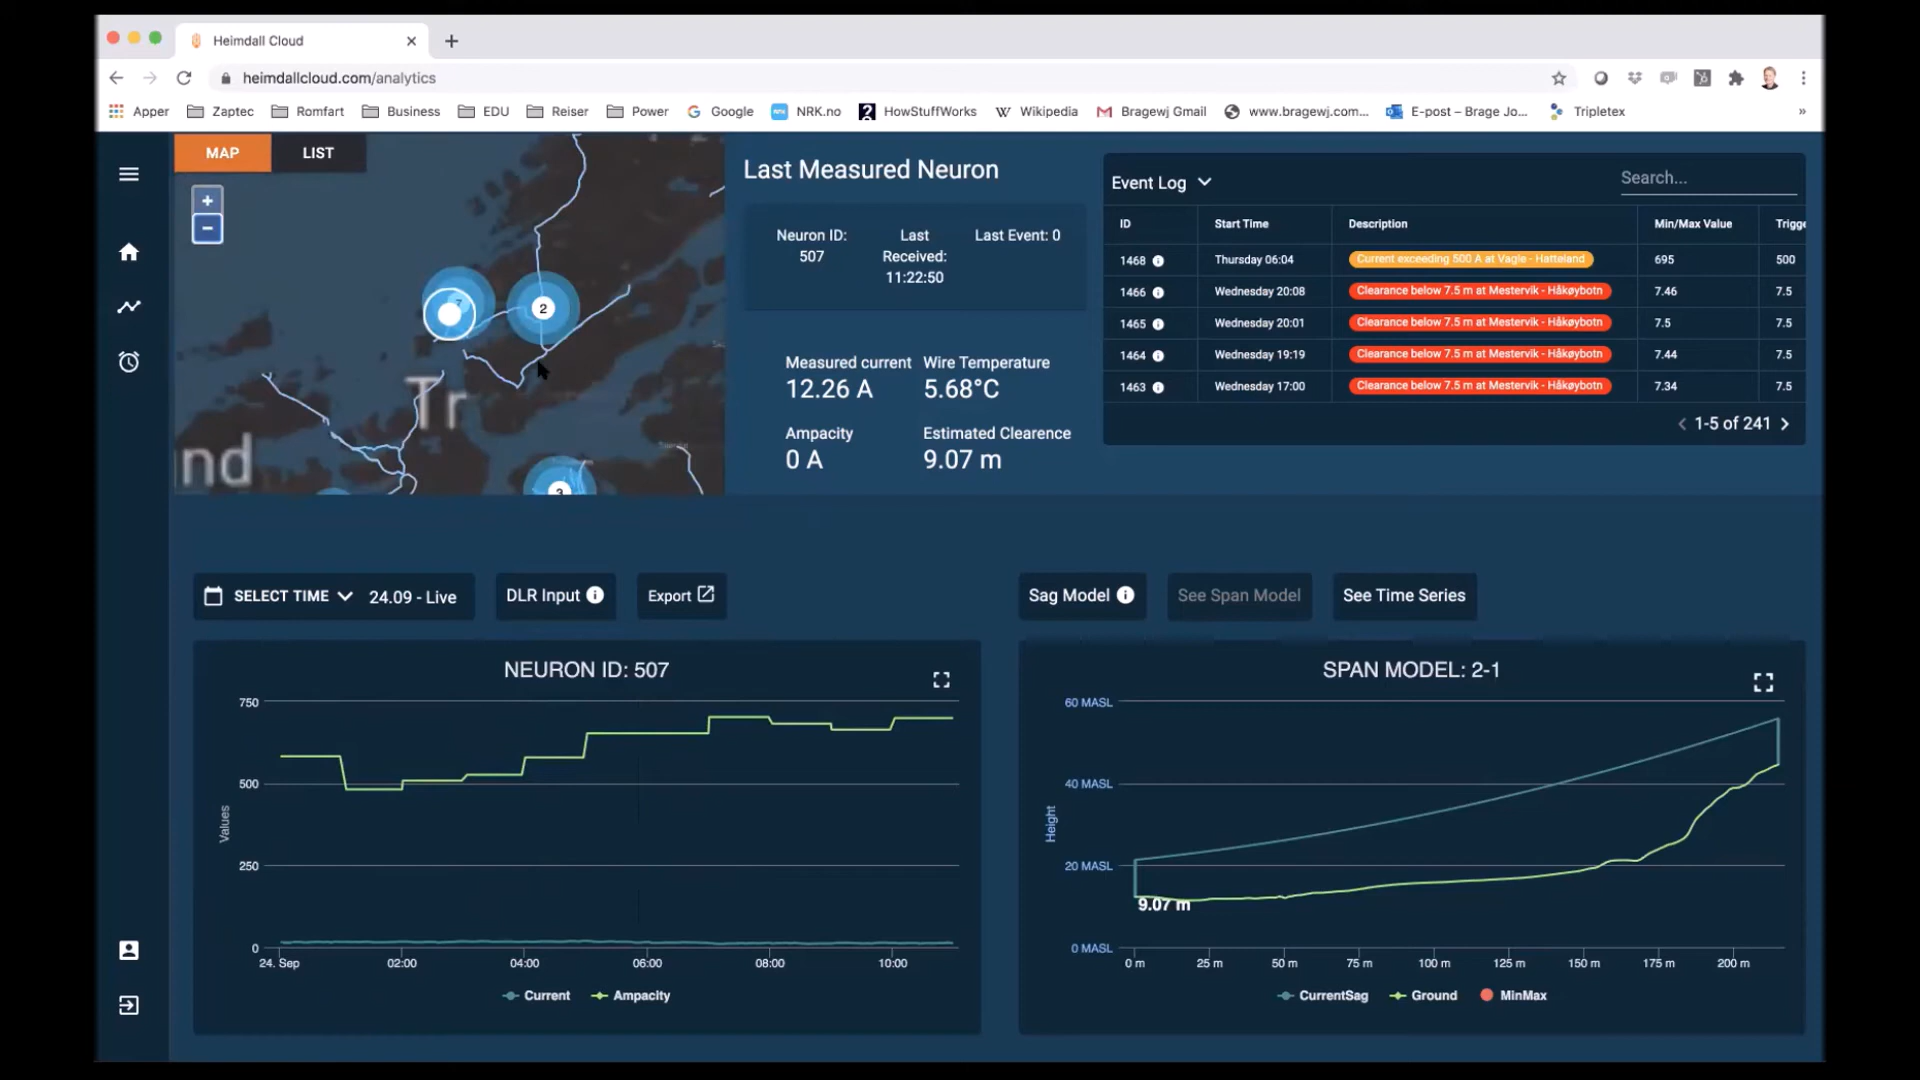 Heimdall Cloud
heimdallcloud.com/analytics
Apper Zaptec Romfart Business EDU Reiser Power Google NRK.no HowStuffWorks Wikipedia Bragewj Gmail www.bragewj.com... E-post – Brage Jo... Tripletex »
MAP LIST
+
−
7
2
Tr
nd
3
Last Measured Neuron
Neuron ID: 507
Last Received: 11:22:50
Last Event: 0
Measured current Wire Temperature
12.26 A 5.68°C
Ampacity Estimated Clearence
0 A 9.07 m
Event Log Search...
ID Start Time Description Min/Max Value Trigge
1468 Thursday 06:04 Current exceeding 500 A at Vagle - Hatteland 695 500
1466 Wednesday 20:08 Clearance below 7.5 m at Mestervik - Håkøybotn 7.46 7.5
1465 Wednesday 20:01 Clearance below 7.5 m at Mestervik - Håkøybotn 7.5 7.5
1464 Wednesday 19:19 Clearance below 7.5 m at Mestervik - Håkøybotn 7.44 7.5
1463 Wednesday 17:00 Clearance below 7.5 m at Mestervik - Håkøybotn 7.34 7.5
1-5 of 241
SELECT TIME 24.09 - Live DLR Input Export
Sag Model See Span Model See Time Series
NEURON ID: 507
750
500
250
0
Values
24. Sep 02:00 04:00 06:00 08:00 10:00
Current Ampacity
SPAN MODEL: 2-1
60 MASL
40 MASL
20 MASL
0 MASL
Height
9.07 m
0 m 25 m 50 m 75 m 100 m 125 m 150 m 175 m 200 m
CurrentSag Ground MinMax